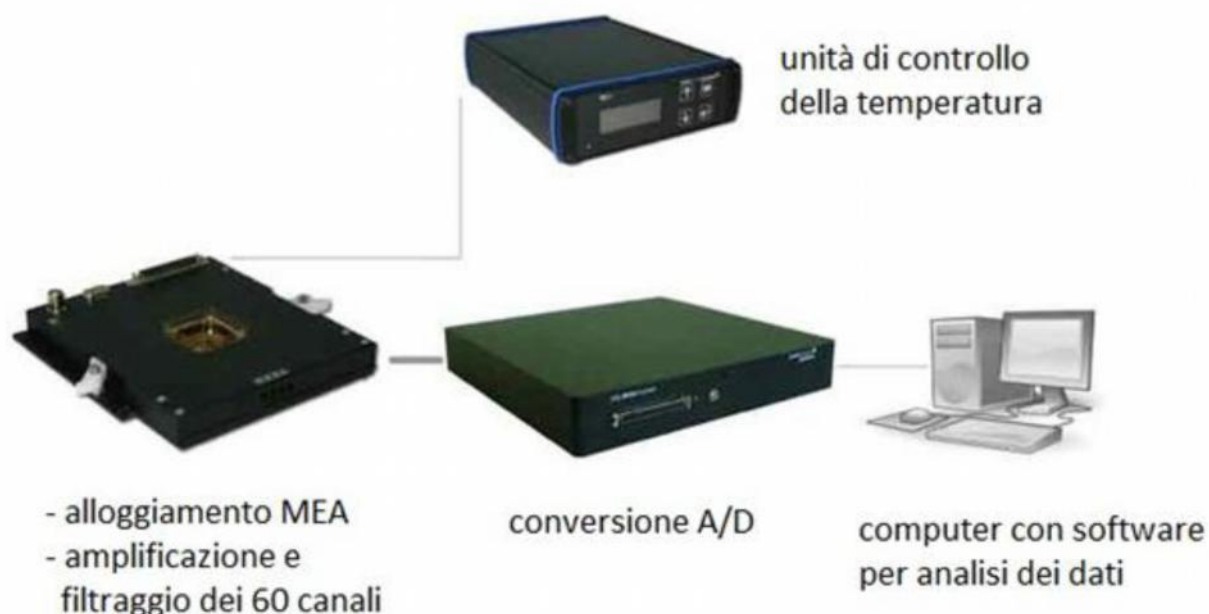 unità di controllo
della temperatura
- alloggiamento MEA
- amplificazione e
filtraggio dei 60 canali
conversione A/D
computer con software
per analisi dei dati